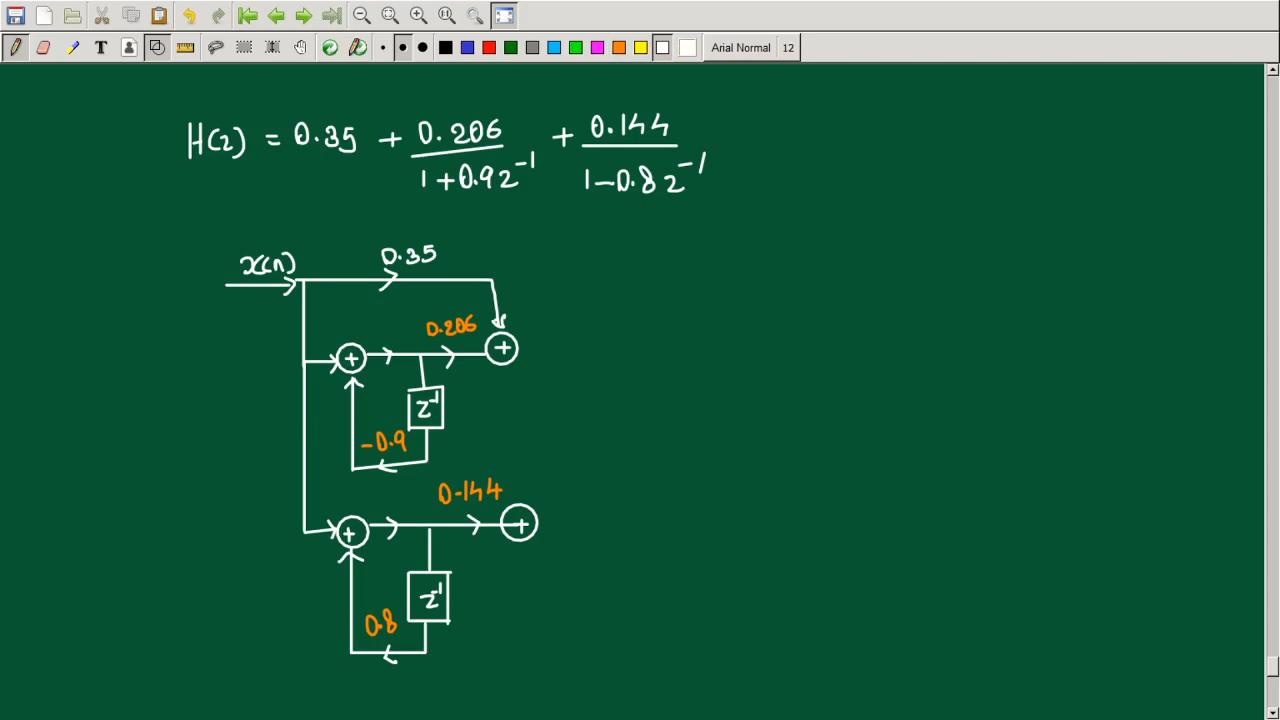 Arial Normal 12
H(z) = 0.35 + 0.206 / 1+0.9z⁻¹ + 0.144 / 1-0.8z⁻¹
x(n)
0.35
0.206
+
+
z⁻¹
-0.9
0.144
+
+
z⁻¹
0.8